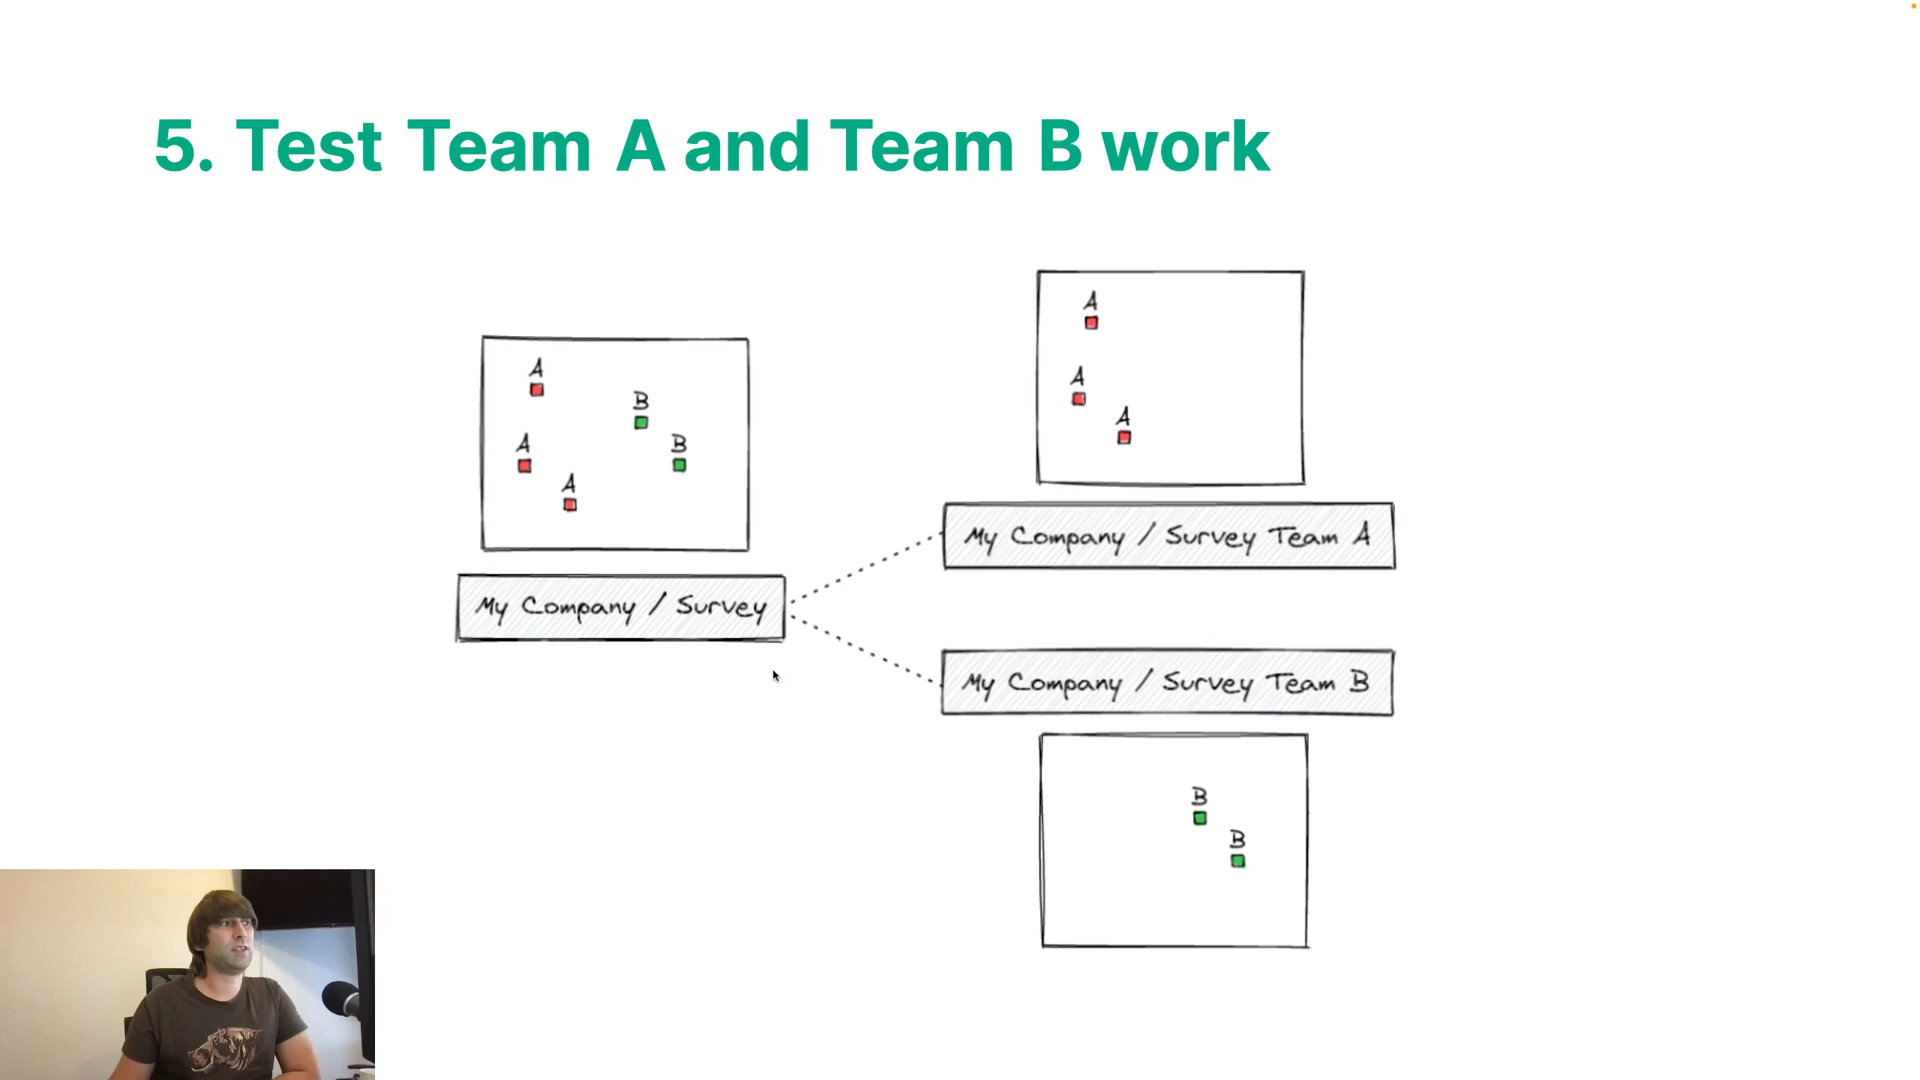 5. Test Team A and Team B work
A
B
A
B
A
My Company / Survey
A
A
A
My Company / Survey Team A
My Company / Survey Team B
B
B